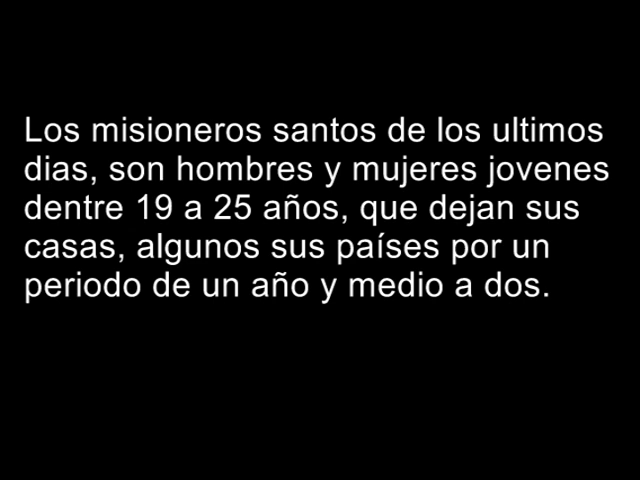 Los misioneros santos de los ultimos
dias, son hombres y mujeres jovenes
dentre 19 a 25 años, que dejan sus
casas, algunos sus países por un
periodo de un año y medio a dos.